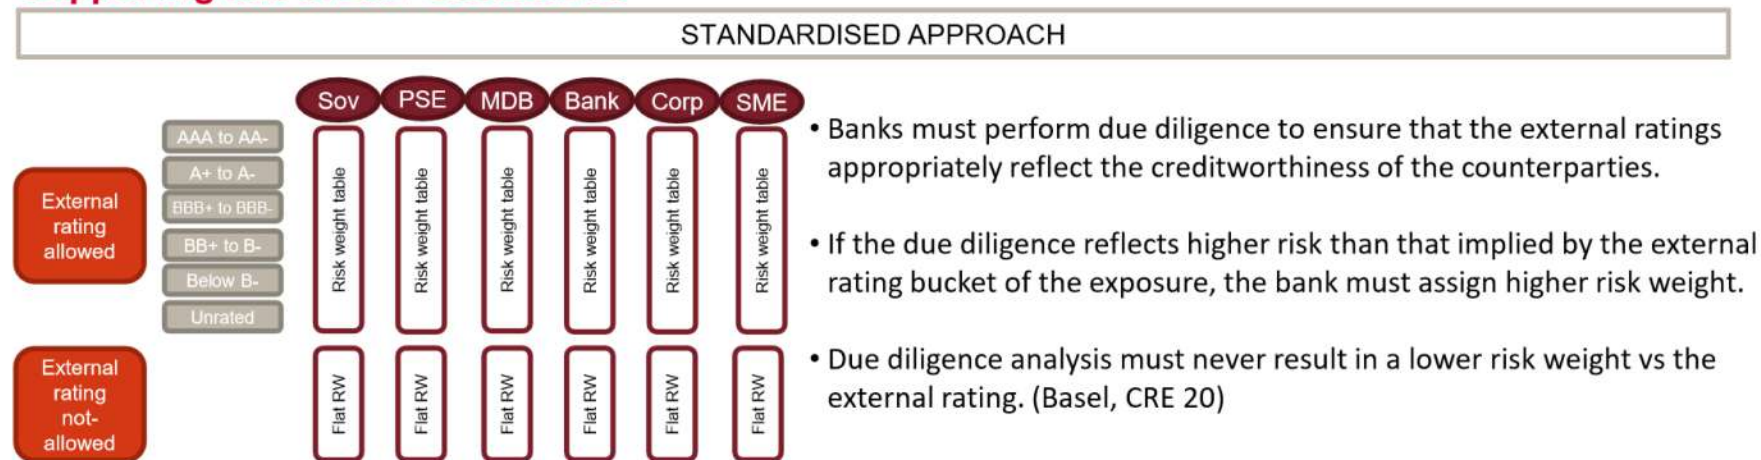 STANDARDISED APPROACH
Sov PSE MDB Bank Corp SME
External
rating
allowed
AAA to AA-
A+ to A-
BBB+ to BBB-
BB+ to B-
Below B-
Unrated
Risk weight table
Risk weight table
Risk weight table
Risk weight table
Risk weight table
Risk weight table
External
rating
not-
allowed
Flat RW
Flat RW
Flat RW
Flat RW
Flat RW
Flat RW
• Banks must perform due diligence to ensure that the external ratings
appropriately reflect the creditworthiness of the counterparties.
• If the due diligence reflects higher risk than that implied by the external
rating bucket of the exposure, the bank must assign higher risk weight.
• Due diligence analysis must never result in a lower risk weight vs the
external rating. (Basel, CRE 20)